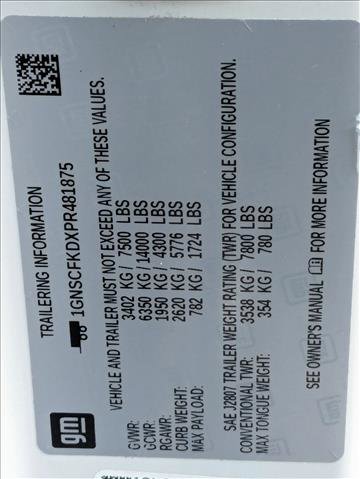 gm
TRAILERING INFORMATION
1GNSCFKDXPR481875
VEHICLE AND TRAILER MUST NOT EXCEED ANY OF THESE VALUES.
GVWR: 3402 KG / 7500 LBS
GCWR: 6350 KG / 14000 LBS
RGAWR: 1950 KG / 4300 LBS
CURB WEIGHT: 2620 KG / 5776 LBS
MAX PAYLOAD: 782 KG / 1724 LBS
SAE J2807 TRAILER WEIGHT RATING (TWR) FOR VEHICLE CONFIGURATION.
CONVENTIONAL TWR: 3538 KG / 7800 LBS
MAX TONGUE WEIGHT: 354 KG / 780 LBS
SEE OWNER'S MANUAL FOR MORE INFORMATION